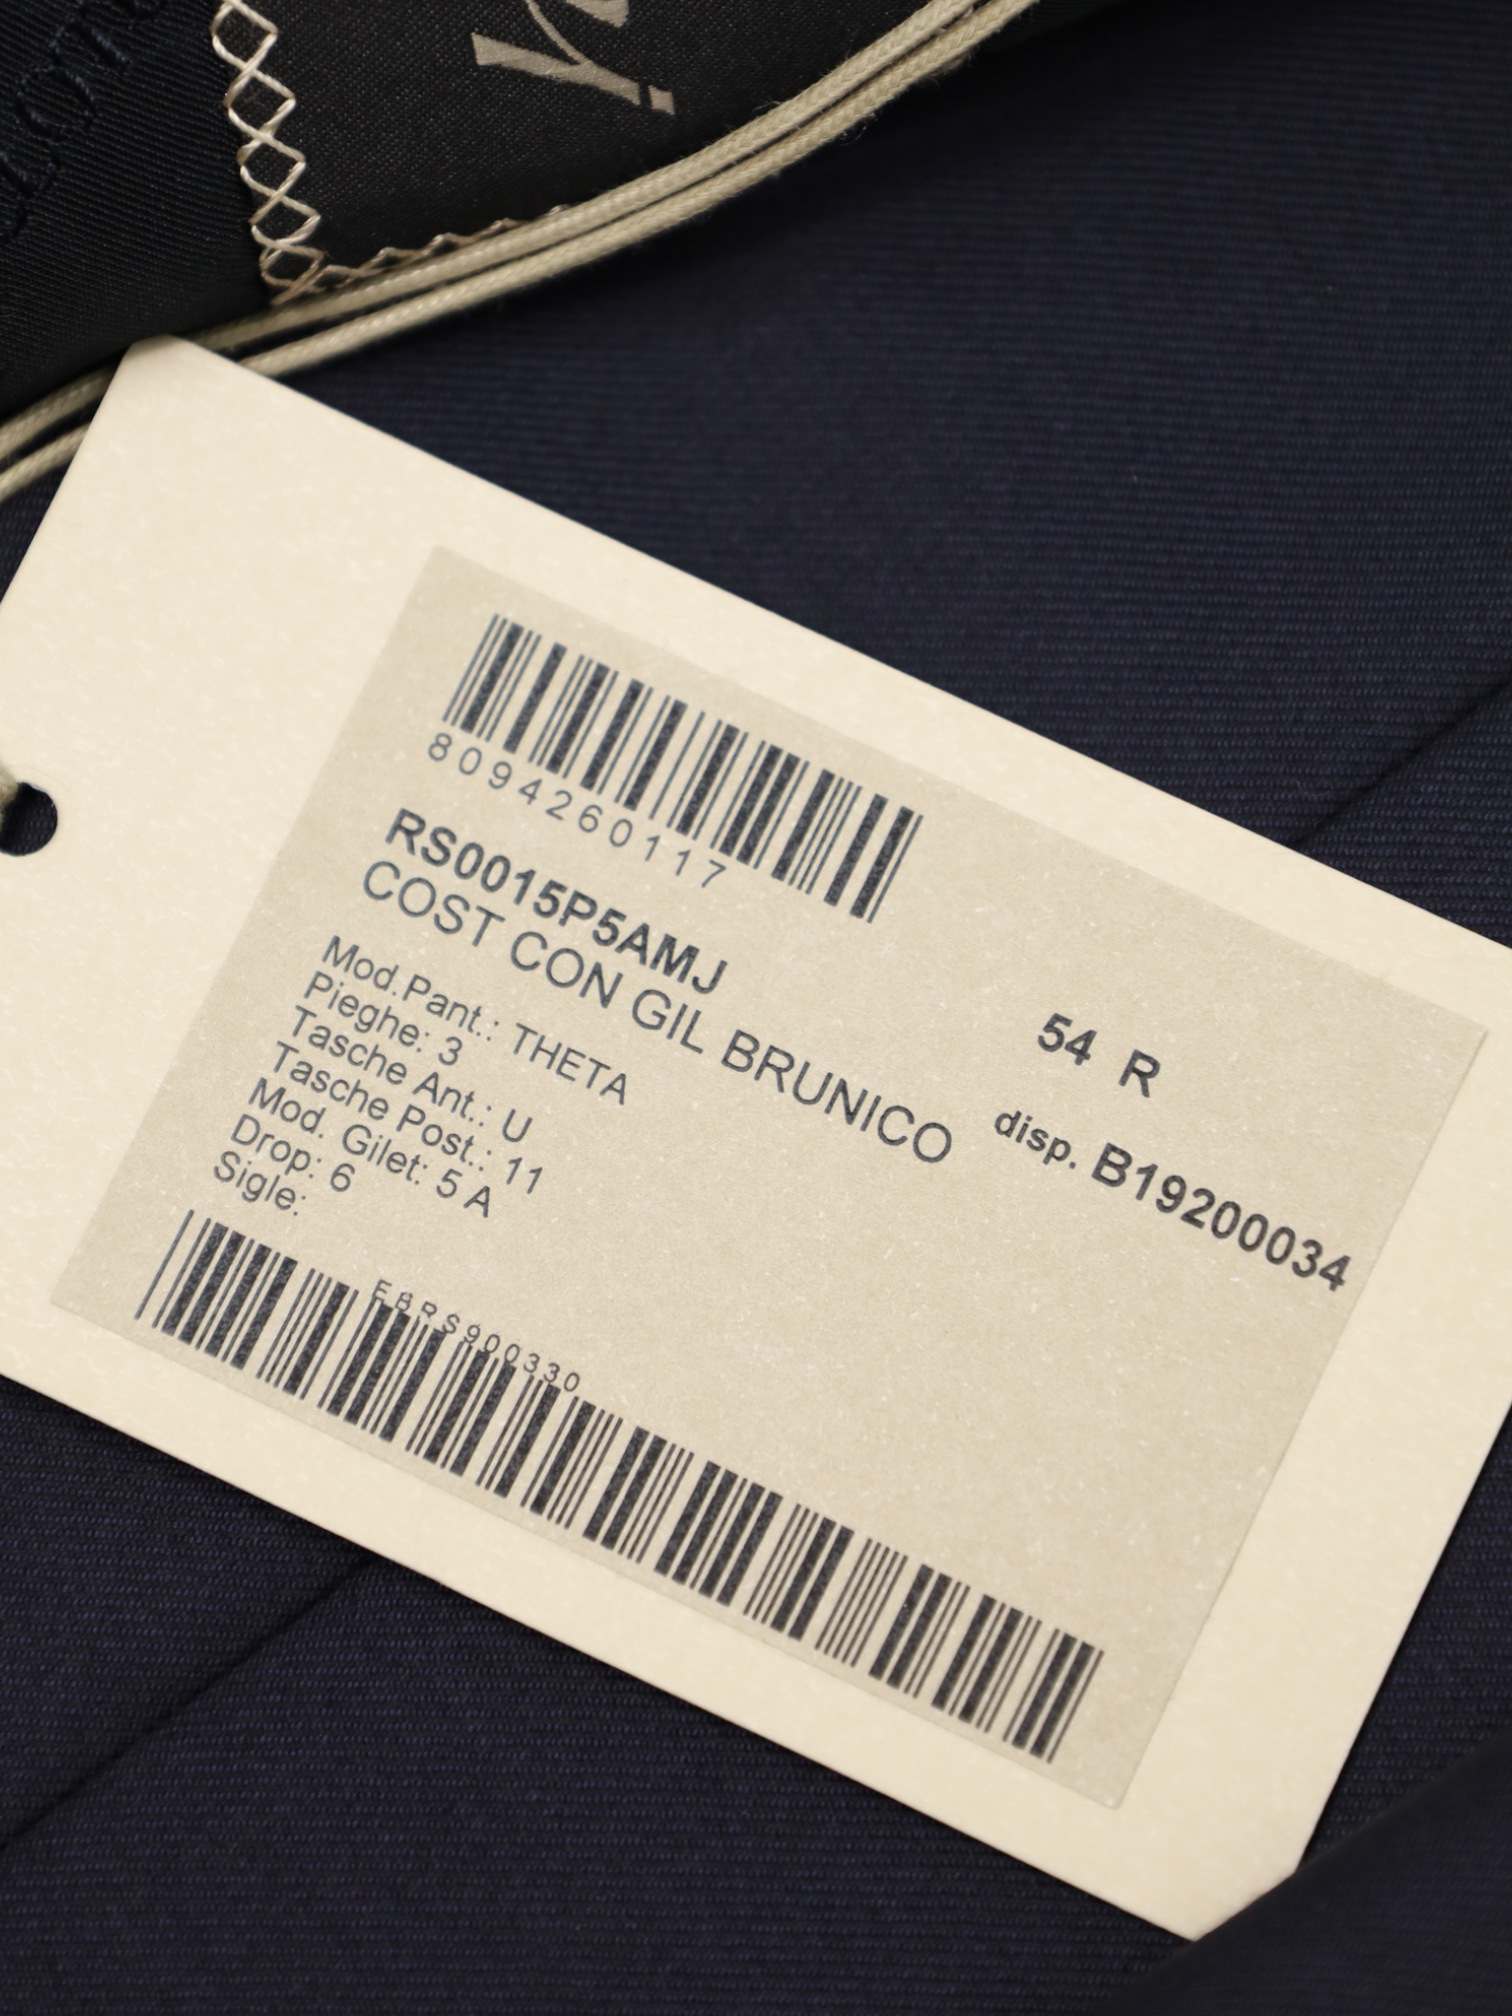 8094260117
RS0015P5AMJ
COST CON GIL BRUNICO
54 R
disp. B19200034
Mod.Pant.: THETA
Pieghe: 3
Tasche Ant.: U
Tasche Post.: 11
Mod. Gilet: 5 A
Drop: 6
Sigle:
EBRS900330